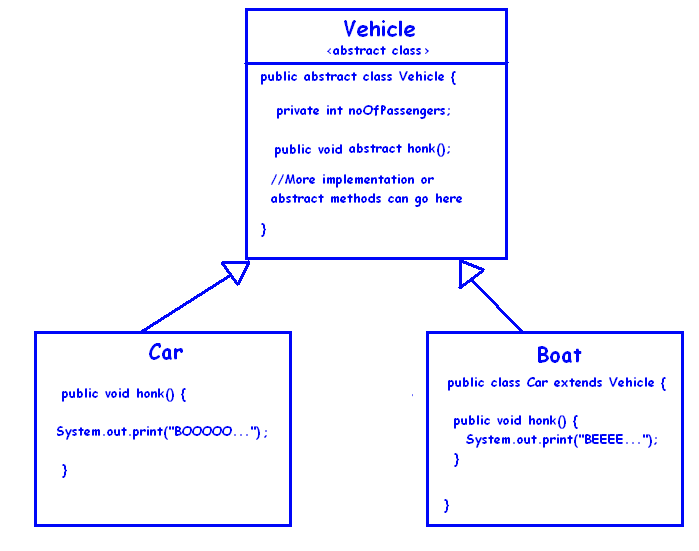 Vehicle
<abstract class>
public abstract class Vehicle {
private int noOfPassengers;
public void abstract honk();
//More implementation or
abstract methods can go here
}
Car
public void honk() {
System.out.print("BOOOOO...");
}
Boat
public class Car extends Vehicle {
public void honk() {
System.out.print("BEEEE...");
}
}